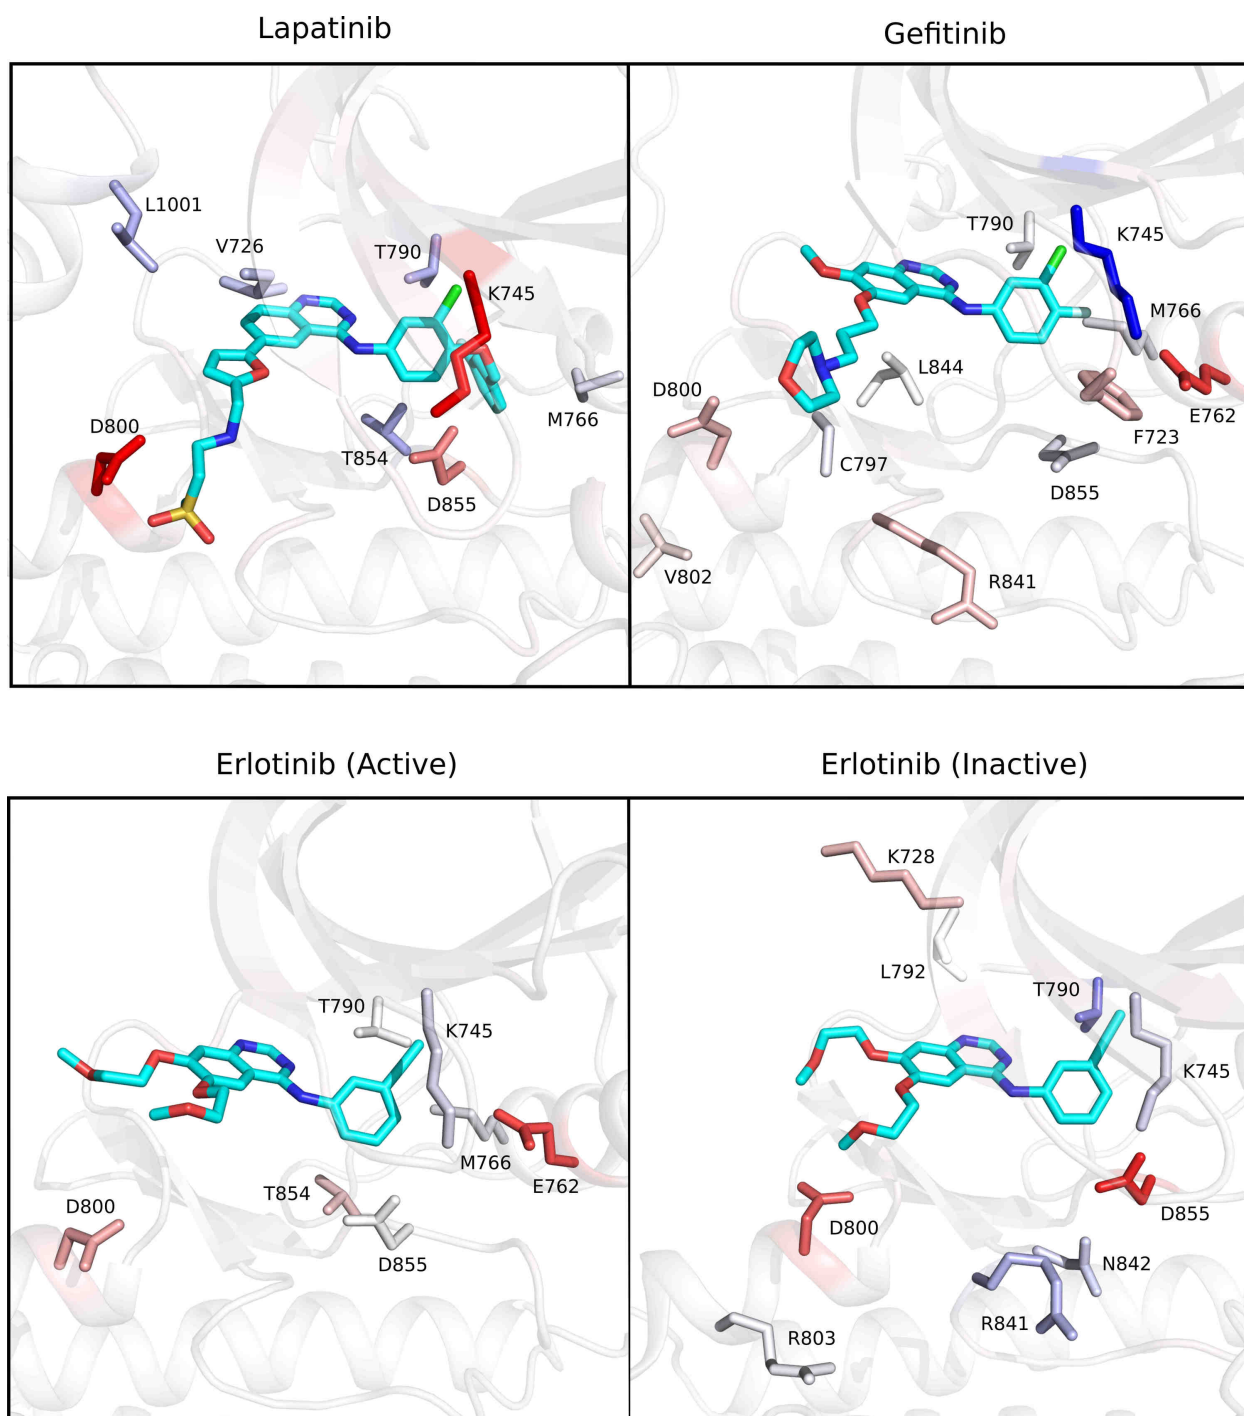 Lapatinib
Gefitinib
L1001
V726
T790
K745
D800
T854
M766
D855
T790
K745
M766
L844
D800
E762
F723
C797
D855
V802
R841
Erlotinib (Active)
Erlotinib (Inactive)
T790
K745
M766
E762
T854
D800
D855
K728
L792
T790
K745
D855
D800
N842
R841
R803